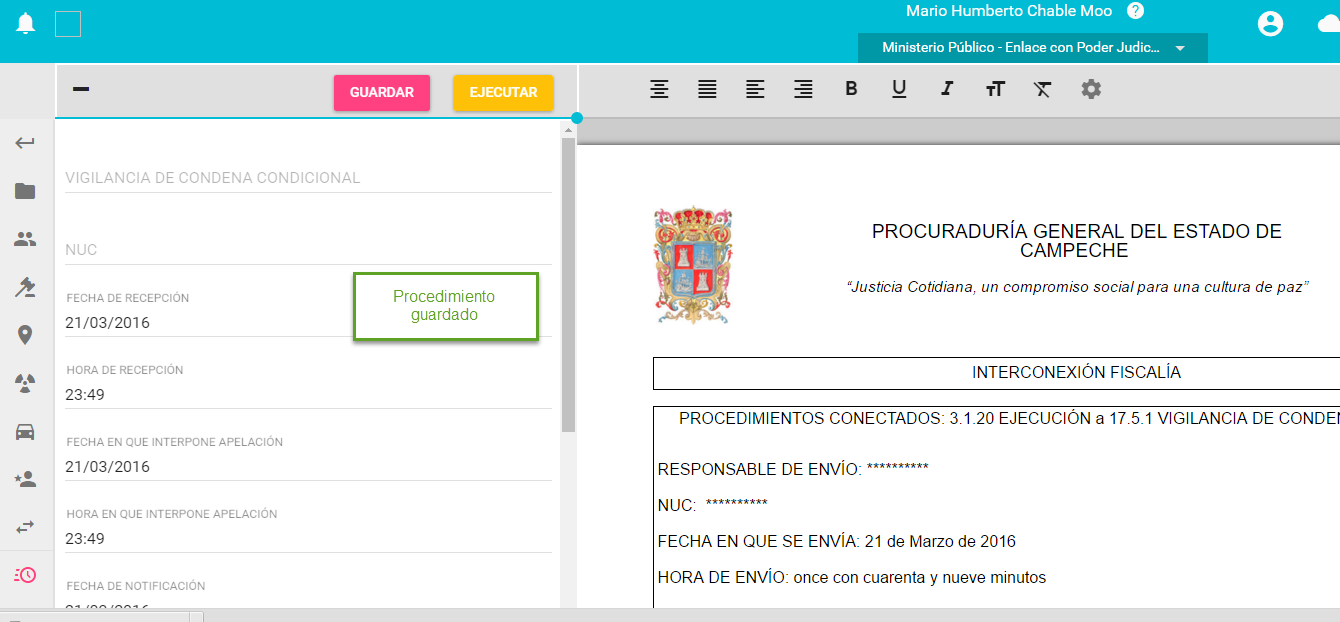 Mario Humberto Chable Moo ?
Ministerio Público - Enlace con Poder Judic...
GUARDAR
EJECUTAR
B U I TT
VIGILANCIA DE CONDENA CONDICIONAL
NUC
FECHA DE RECEPCIÓN
21/03/2016
Procedimiento
guardado
HORA DE RECEPCIÓN
23:49
FECHA EN QUE INTERPONE APELACIÓN
21/03/2016
HORA EN QUE INTERPONE APELACIÓN
23:49
FECHA DE NOTIFICACIÓN
PROCURADURÍA GENERAL DEL ESTADO DE
CAMPECHE
“Justicia Cotidiana, un compromiso social para una cultura de paz”
INTERCONEXIÓN FISCALÍA
PROCEDIMIENTOS CONECTADOS: 3.1.20 EJECUCIÓN a 17.5.1 VIGILANCIA DE CONDEN
RESPONSABLE DE ENVÍO: **********
NUC: **********
FECHA EN QUE SE ENVÍA: 21 de Marzo de 2016
HORA DE ENVÍO: once con cuarenta y nueve minutos